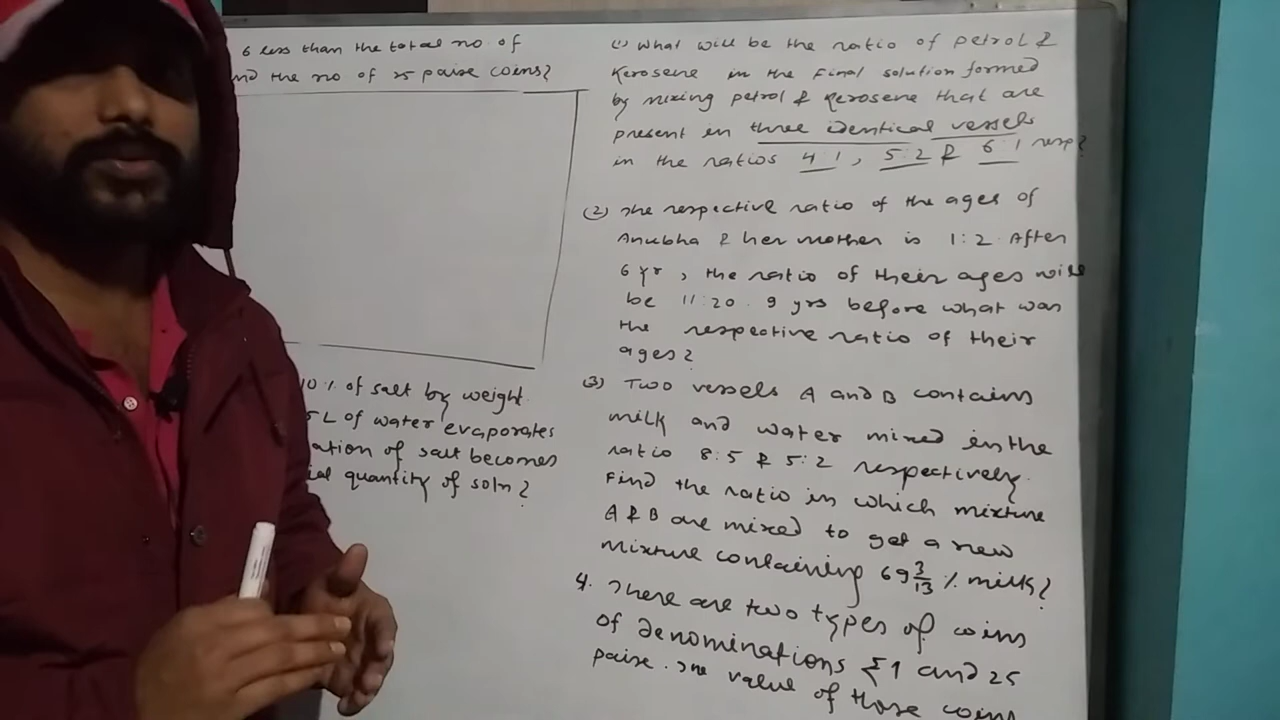 6 less than the total no of
nd the no of 25 paise coins?
10 % of salt by weight.
5 L of water evaporates
ation of salt becomes
ial quantity of soln?
(1) What will be the ratio of petrol &
kerosene in the final solution formed
by mixing petrol & kerosene that are
present in three identical vessels
in the ratios 4:1, 5:2 & 6:1 resp?
(2) The respective ratio of the ages of
Anubha & her mother is 1:2. After
6 yr, the ratio of their ages will
be 11:20. 9 yrs before what was
the respective ratio of their
ages?
(3) Two vessels A and B contains
milk and water mixed in the
ratio 8:5 & 5:2 respectively.
Find the ratio in which mixture
A & B are mixed to get a new
mixture containing 69 3/13 % milk?
4. There are two types of coins
of denominations ₹1 and 25
paise. The value of those coins